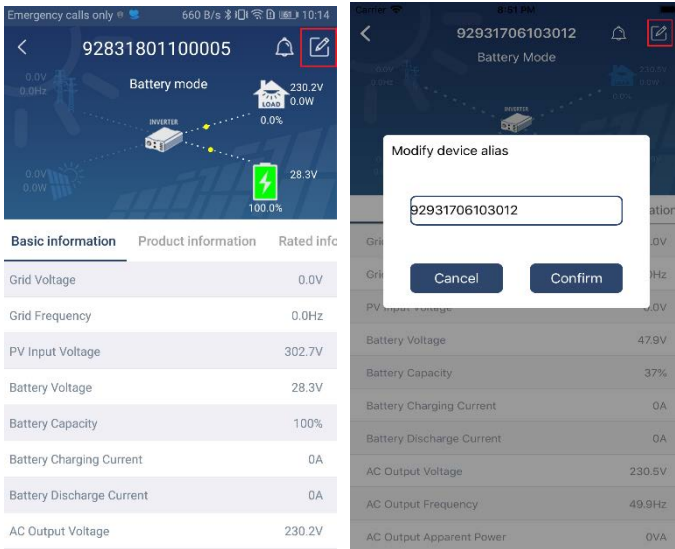 Emergency calls only 660 B/s 10:14
92831801100005
Battery mode
0.0V
0.0Hz
230.2V
0.0W
LOAD
INVERTER
0.0%
0.0V
0.0W
28.3V
100.0%
Basic information Product information Rated info
Grid Voltage 0.0V
Grid Frequency 0.0Hz
PV Input Voltage 302.7V
Battery Voltage 28.3V
Battery Capacity 100%
Battery Charging Current 0A
Battery Discharge Current 0A
AC Output Voltage 230.2V
Carrier 8:51 PM
92931706103012
Battery Mode
INVERTER
Modify device alias
92931706103012
Cancel Confirm
Battery Voltage 47.9V
Battery Capacity 37%
Battery Charging Current 0A
Battery Discharge Current 0A
AC Output Voltage 230.5V
AC Output Frequency 49.9Hz
AC Output Apparent Power 0VA